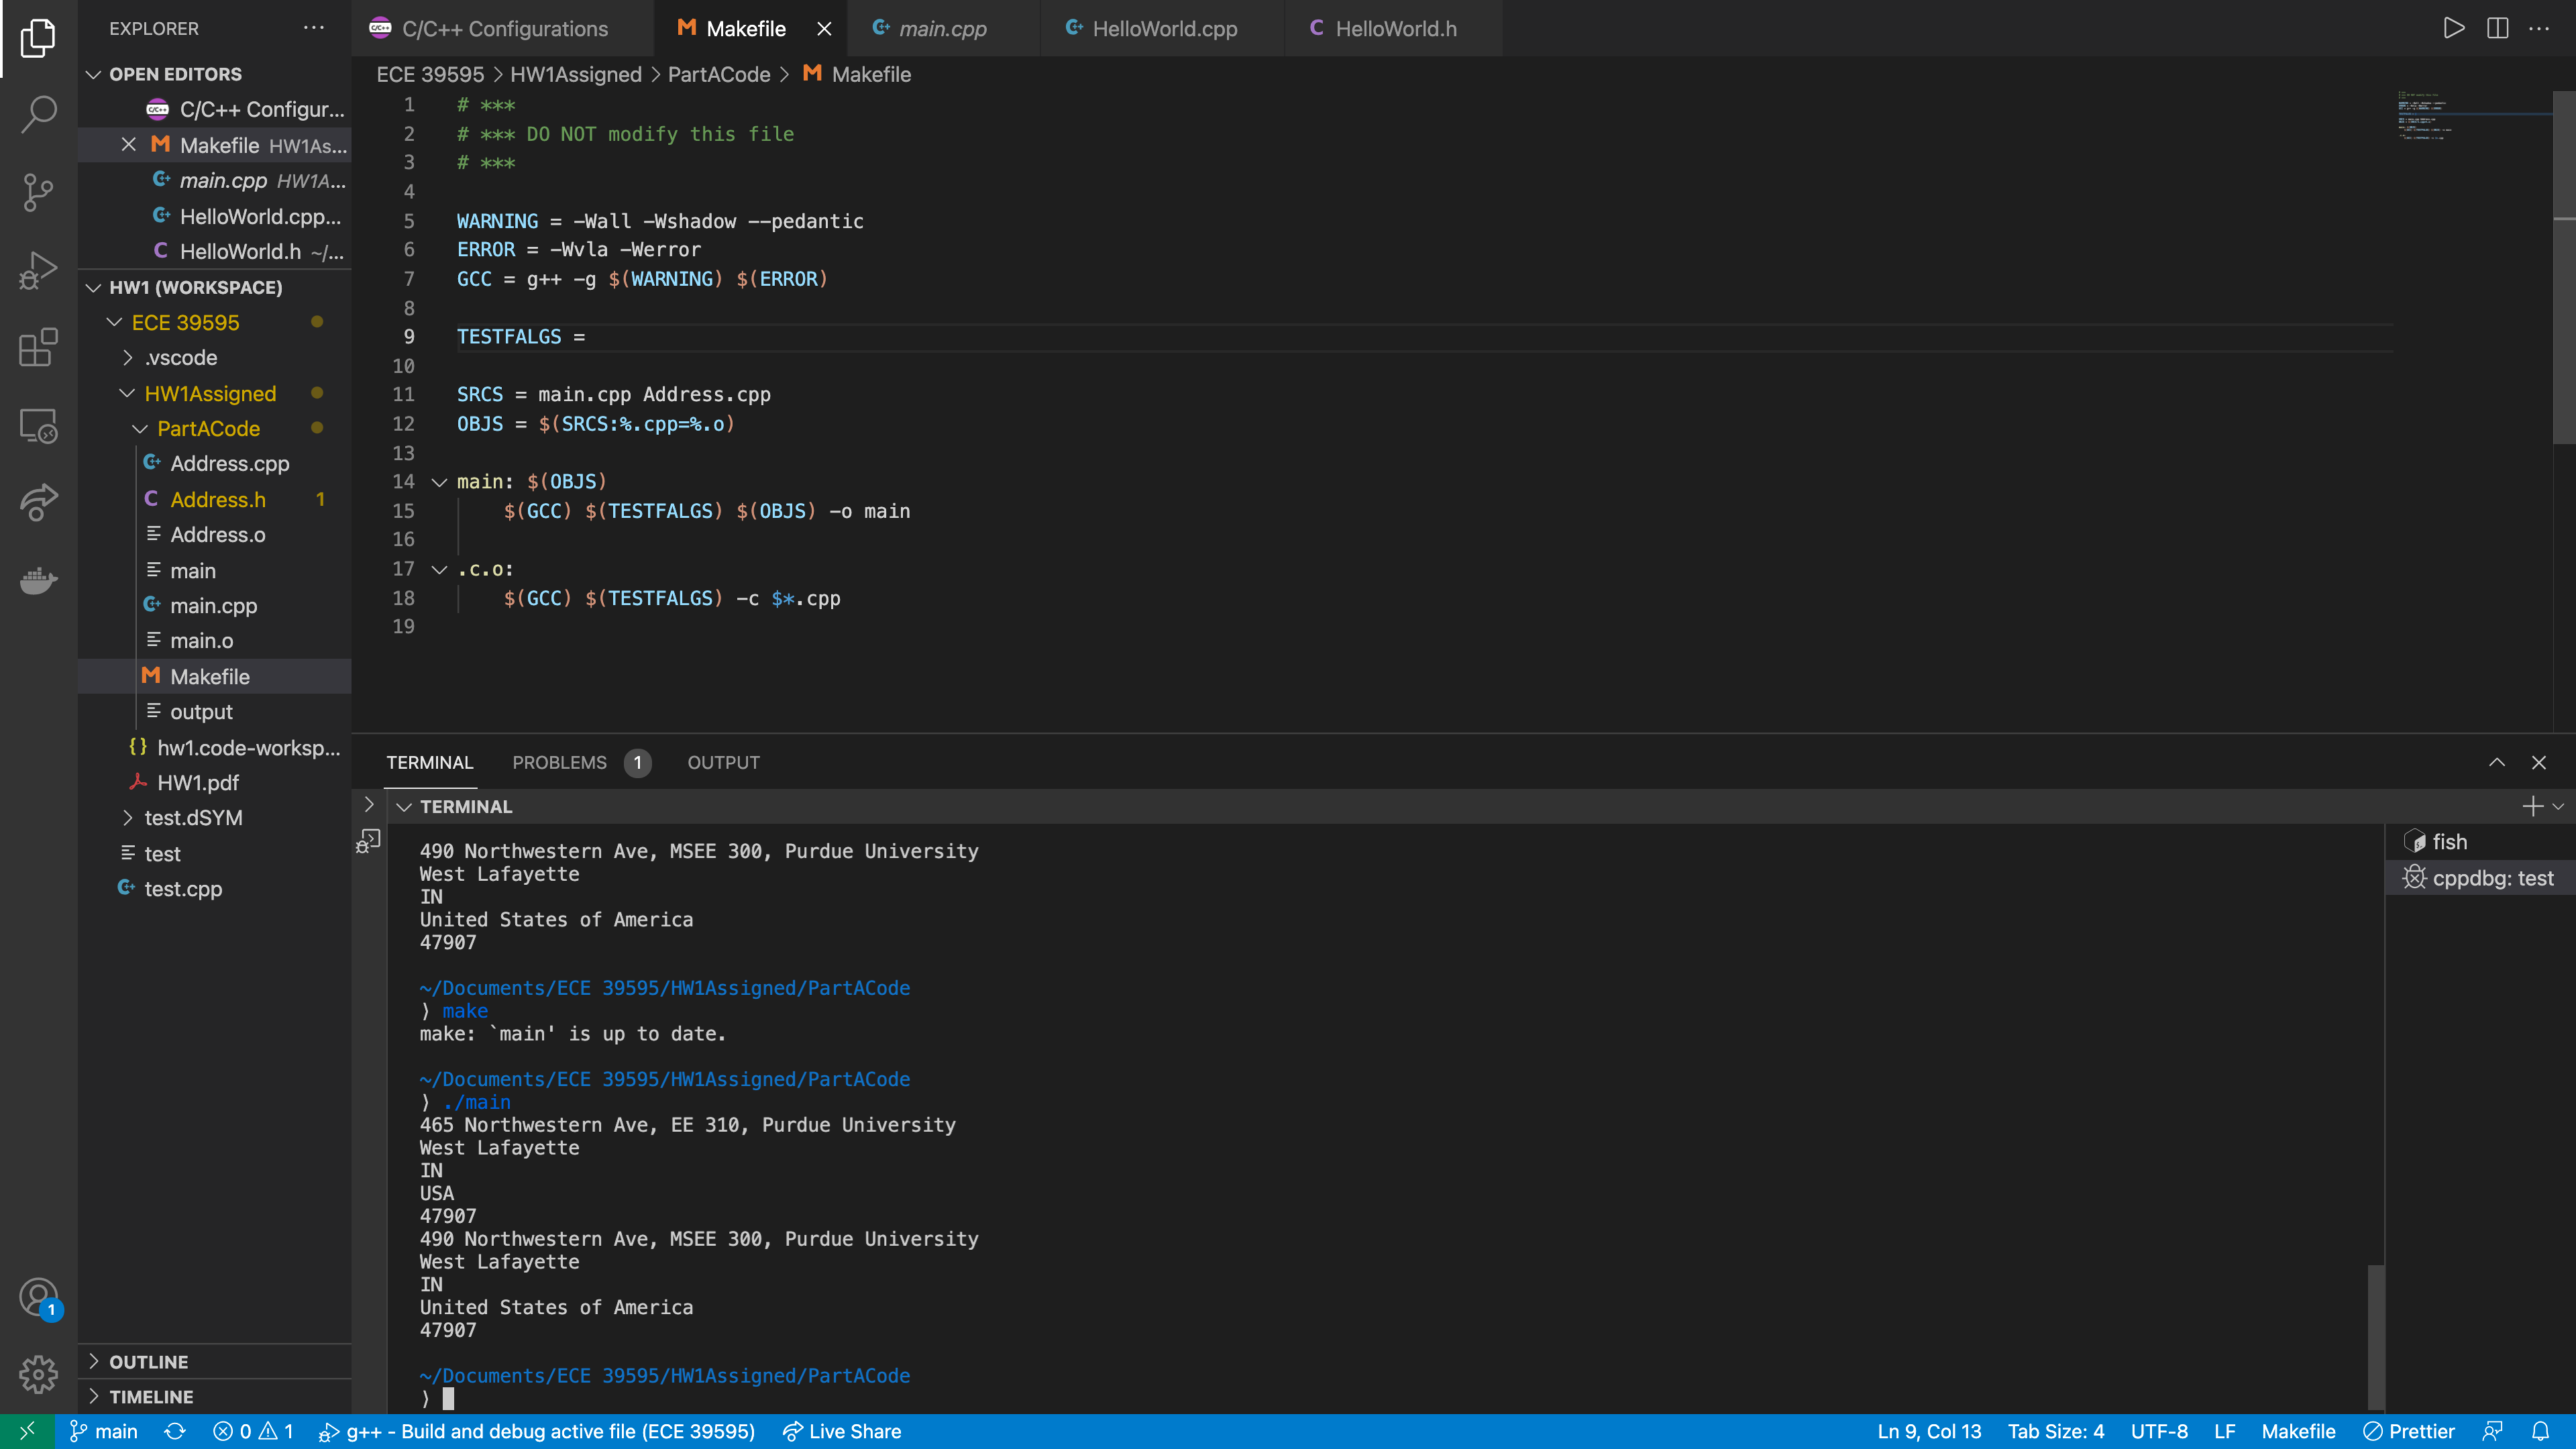 EXPLORER
OPEN EDITORS
C/C++ Configur...
Makefile HW1As...
main.cpp HW1A...
HelloWorld.cpp...
HelloWorld.h ~/...
HW1 (WORKSPACE)
ECE 39595
.vscode
HW1Assigned
PartACode
Address.cpp
Address.h 1
Address.o
main
main.cpp
main.o
Makefile
output
hw1.code-worksp...
HW1.pdf
test.dSYM
test
test.cpp
OUTLINE
TIMELINE
1
C/C++ Configurations
Makefile
main.cpp
HelloWorld.cpp
HelloWorld.h
ECE 39595 > HW1Assigned > PartACode > Makefile
1 # ***
2 # *** DO NOT modify this file
3 # ***
4
5 WARNING = -Wall -Wshadow --pedantic
6 ERROR = -Wvla -Werror
7 GCC = g++ -g $(WARNING) $(ERROR)
8
9 TESTFALGS =
10
11 SRCS = main.cpp Address.cpp
12 OBJS = $(SRCS:%.cpp=%.o)
13
14 main: $(OBJS)
15 $(GCC) $(TESTFALGS) $(OBJS) -o main
16
17 .c.o:
18 $(GCC) $(TESTFALGS) -c $*.cpp
19
TERMINAL PROBLEMS 1 OUTPUT
TERMINAL
490 Northwestern Ave, MSEE 300, Purdue University
West Lafayette
IN
United States of America
47907
~/Documents/ECE 39595/HW1Assigned/PartACode
⟩ make
make: `main' is up to date.
~/Documents/ECE 39595/HW1Assigned/PartACode
⟩ ./main
465 Northwestern Ave, EE 310, Purdue University
West Lafayette
IN
USA
47907
490 Northwestern Ave, MSEE 300, Purdue University
West Lafayette
IN
United States of America
47907
~/Documents/ECE 39595/HW1Assigned/PartACode
⟩
fish
cppdbg: test
main 0 1 g++ - Build and debug active file (ECE 39595) Live Share Ln 9, Col 13 Tab Size: 4 UTF-8 LF Makefile Prettier